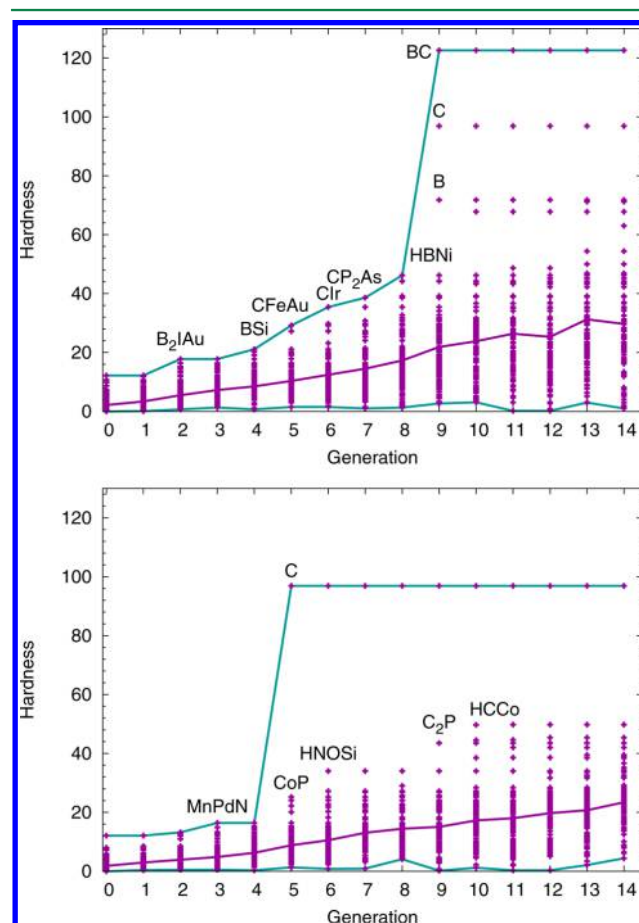 120
100
80
60
40
20
0
Hardness
BC
C
B
HBNi
CP2As
CIr
CFeAu
BSi
B2IAu
0 1 2 3 4 5 6 7 8 9 10 11 12 13 14
Generation
120
100
80
60
40
20
0
Hardness
C
HCCo
C2P
HNOSi
CoP
MnPdN
0 1 2 3 4 5 6 7 8 9 10 11 12 13 14
Generation